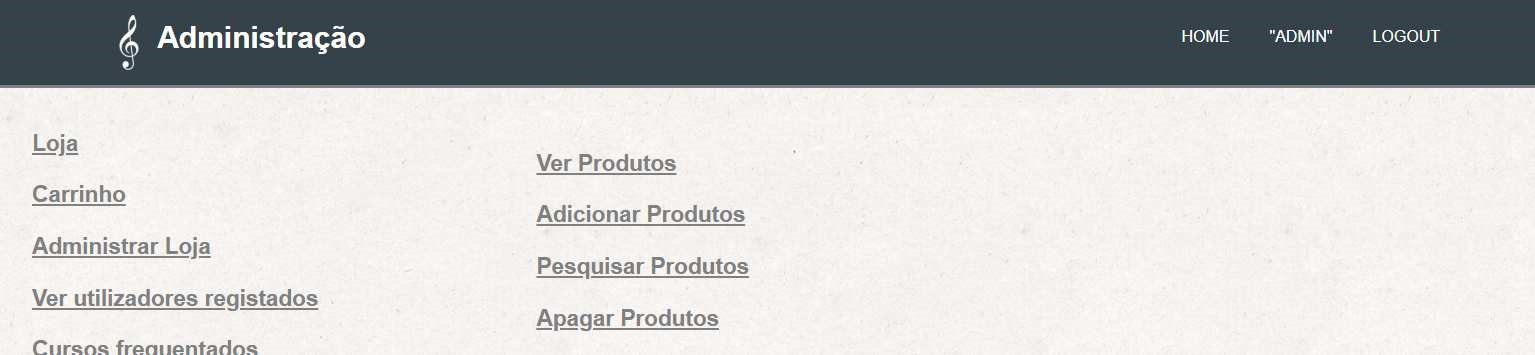 Administração
HOME
"ADMIN"
LOGOUT
Loja
Carrinho
Administrar Loja
Ver utilizadores registados
Cursos frequentados
Ver Produtos
Adicionar Produtos
Pesquisar Produtos
Apagar Produtos